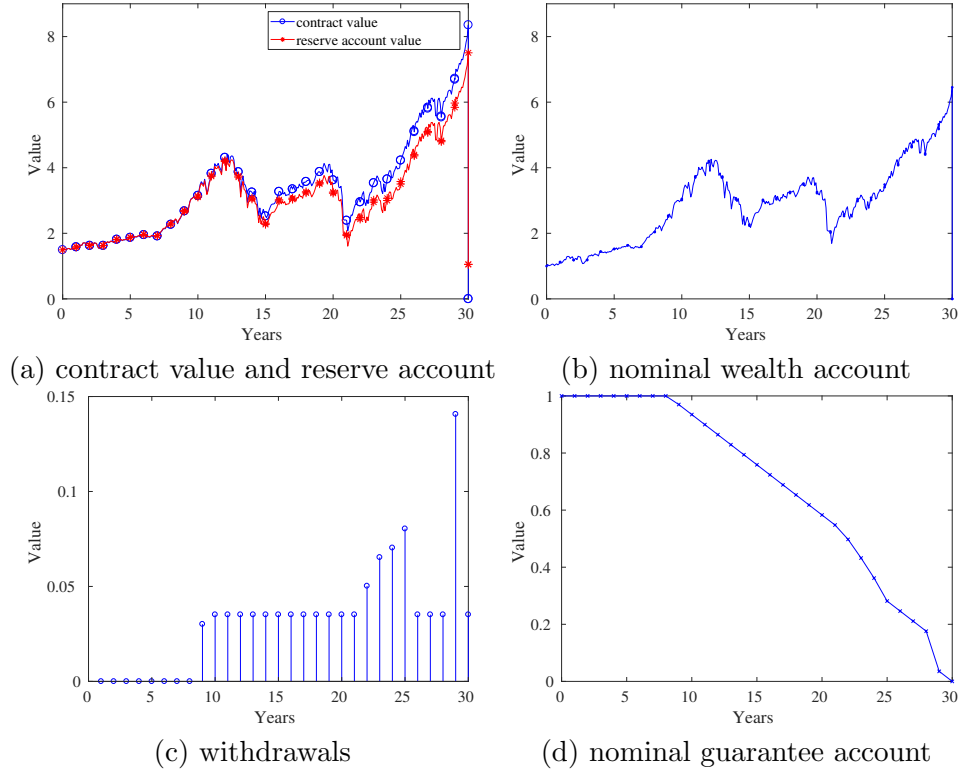 contract value
reserve account value
8
6
4
2
0
Value
0 5 10 15 20 25 30
Years
(a) contract value and reserve account
8
6
4
2
0
Value
0 5 10 15 20 25 30
Years
(b) nominal wealth account
0.15
0.1
0.05
0
Value
0 5 10 15 20 25 30
Years
(c) withdrawals
1
0.8
0.6
0.4
0.2
0
Value
0 5 10 15 20 25 30
Years
(d) nominal guarantee account